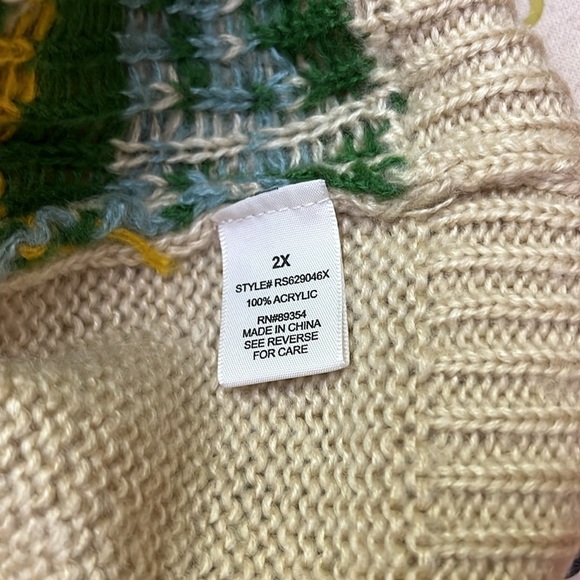 2X
STYLE# RS629046X
100% ACRYLIC
RN#89354
MADE IN CHINA
SEE REVERSE
FOR CARE